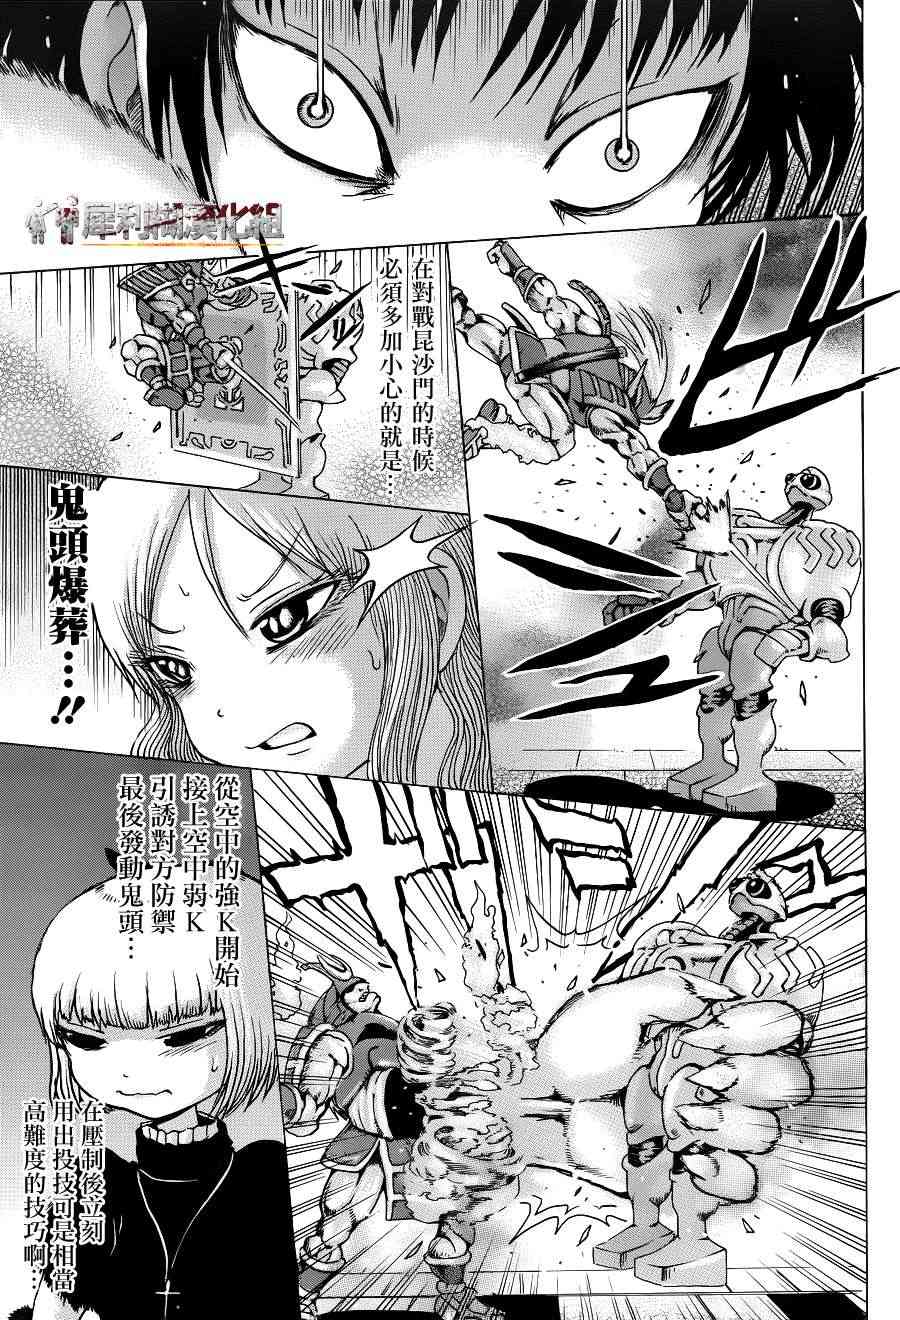 犀利拗漢化組
在對戰昆沙門的時候
必須多加小心的就是…
鬼頭爆葬…!!
從空中的強K開始
接上空中弱K
引誘對方防禦
最後發動鬼頭…
在壓制後立刻
用出投技可是相當
高難度的技巧啊…